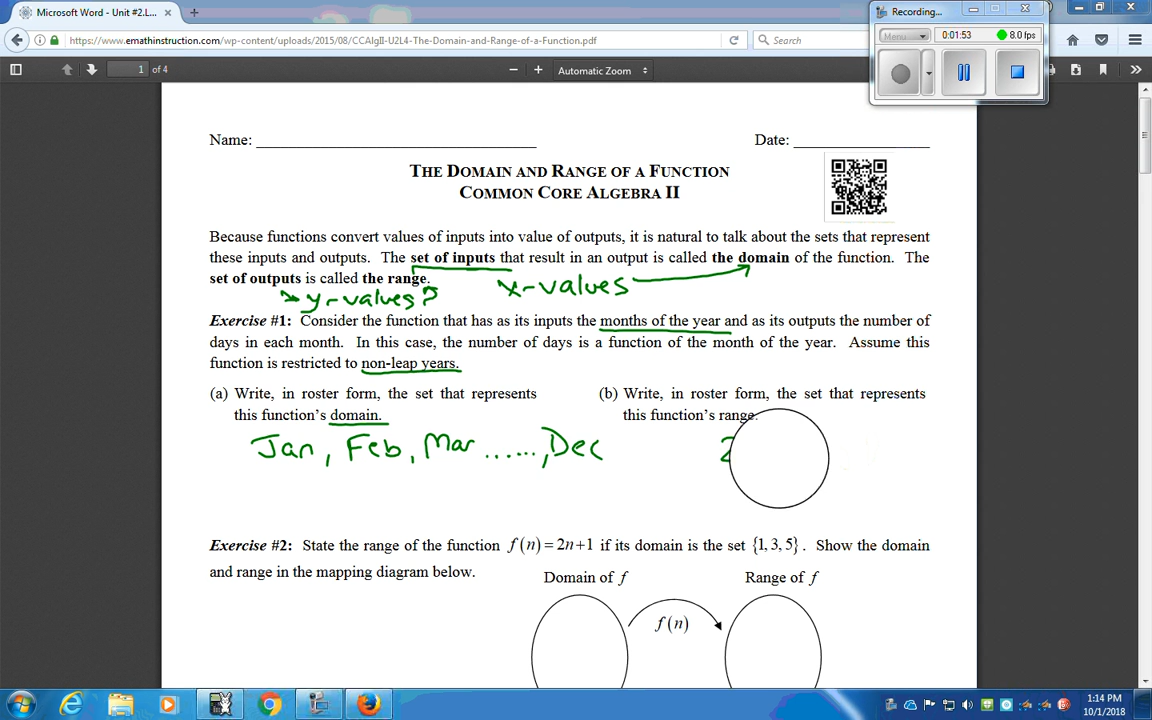 Microsoft Word - Unit #2.L...
Recording...
Menu
0:01:53
8.0 fps
https://www.emathinstruction.com/wp-content/uploads/2015/08/CCAlgII-U2L4-The-Domain-and-Range-of-a-Function.pdf
Search
1 of 4
Automatic Zoom
Name:
Date:
THE DOMAIN AND RANGE OF A FUNCTION
COMMON CORE ALGEBRA II
Because functions convert values of inputs into value of outputs, it is natural to talk about the sets that represent
these inputs and outputs. The set of inputs that result in an output is called the domain of the function. The
set of outputs is called the range.
x-values
y-values
Exercise #1: Consider the function that has as its inputs the months of the year and as its outputs the number of
days in each month. In this case, the number of days is a function of the month of the year. Assume this
function is restricted to non-leap years.
(a) Write, in roster form, the set that represents
this function's domain.
Jan, Feb, Mar ......, Dec
(b) Write, in roster form, the set that represents
this function's range.
2
Exercise #2: State the range of the function f(n)=2n+1 if its domain is the set {1,3,5}. Show the domain
and range in the mapping diagram below.
Domain of f
Range of f
f(n)
1:14 PM
10/1/2018